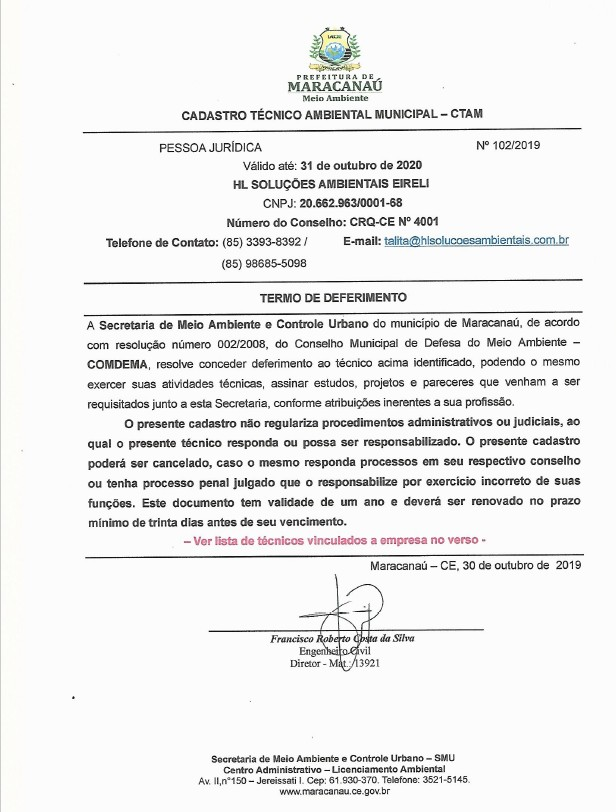 PREFEITURA DE
MARACANAÚ
Meio Ambiente
CADASTRO TÉCNICO AMBIENTAL MUNICIPAL – CTAM
PESSOA JURÍDICA Nº 102/2019
Válido até: 31 de outubro de 2020
HL SOLUÇÕES AMBIENTAIS EIRELI
CNPJ: 20.662.963/0001-68
Número do Conselho: CRQ-CE Nº 4001
Telefone de Contato: (85) 3393-8392 / E-mail: talita@hlsolucoesambientais.com.br
(85) 98685-5098
TERMO DE DEFERIMENTO
A Secretaria de Meio Ambiente e Controle Urbano do município de Maracanaú, de acordo
com resolução número 002/2008, do Conselho Municipal de Defesa do Meio Ambiente –
COMDEMA, resolve conceder deferimento ao técnico acima identificado, podendo o mesmo
exercer suas atividades técnicas, assinar estudos, projetos e pareceres que venham a ser
requisitados junto a esta Secretaria, conforme atribuições inerentes a sua profissão.
O presente cadastro não regulariza procedimentos administrativos ou judiciais, ao
qual o presente técnico responda ou possa ser responsabilizado. O presente cadastro
poderá ser cancelado, caso o mesmo responda processos em seu respectivo conselho
ou tenha processo penal julgado que o responsabilize por exercício incorreto de suas
funções. Este documento tem validade de um ano e deverá ser renovado no prazo
mínimo de trinta dias antes de seu vencimento.
– Ver lista de técnicos vinculados a empresa no verso -
Maracanaú – CE, 30 de outubro de 2019
Francisco Roberto Costa da Silva
Engenheiro Civil
Diretor - Mat.: 13921
Secretaria de Meio Ambiente e Controle Urbano – SMU
Centro Administrativo - Licenciamento Ambiental
Av. II,n°150 – Jereissati I. Cep: 61.930-370. Telefone: 3521-5145.
www.maracanau.ce.gov.br